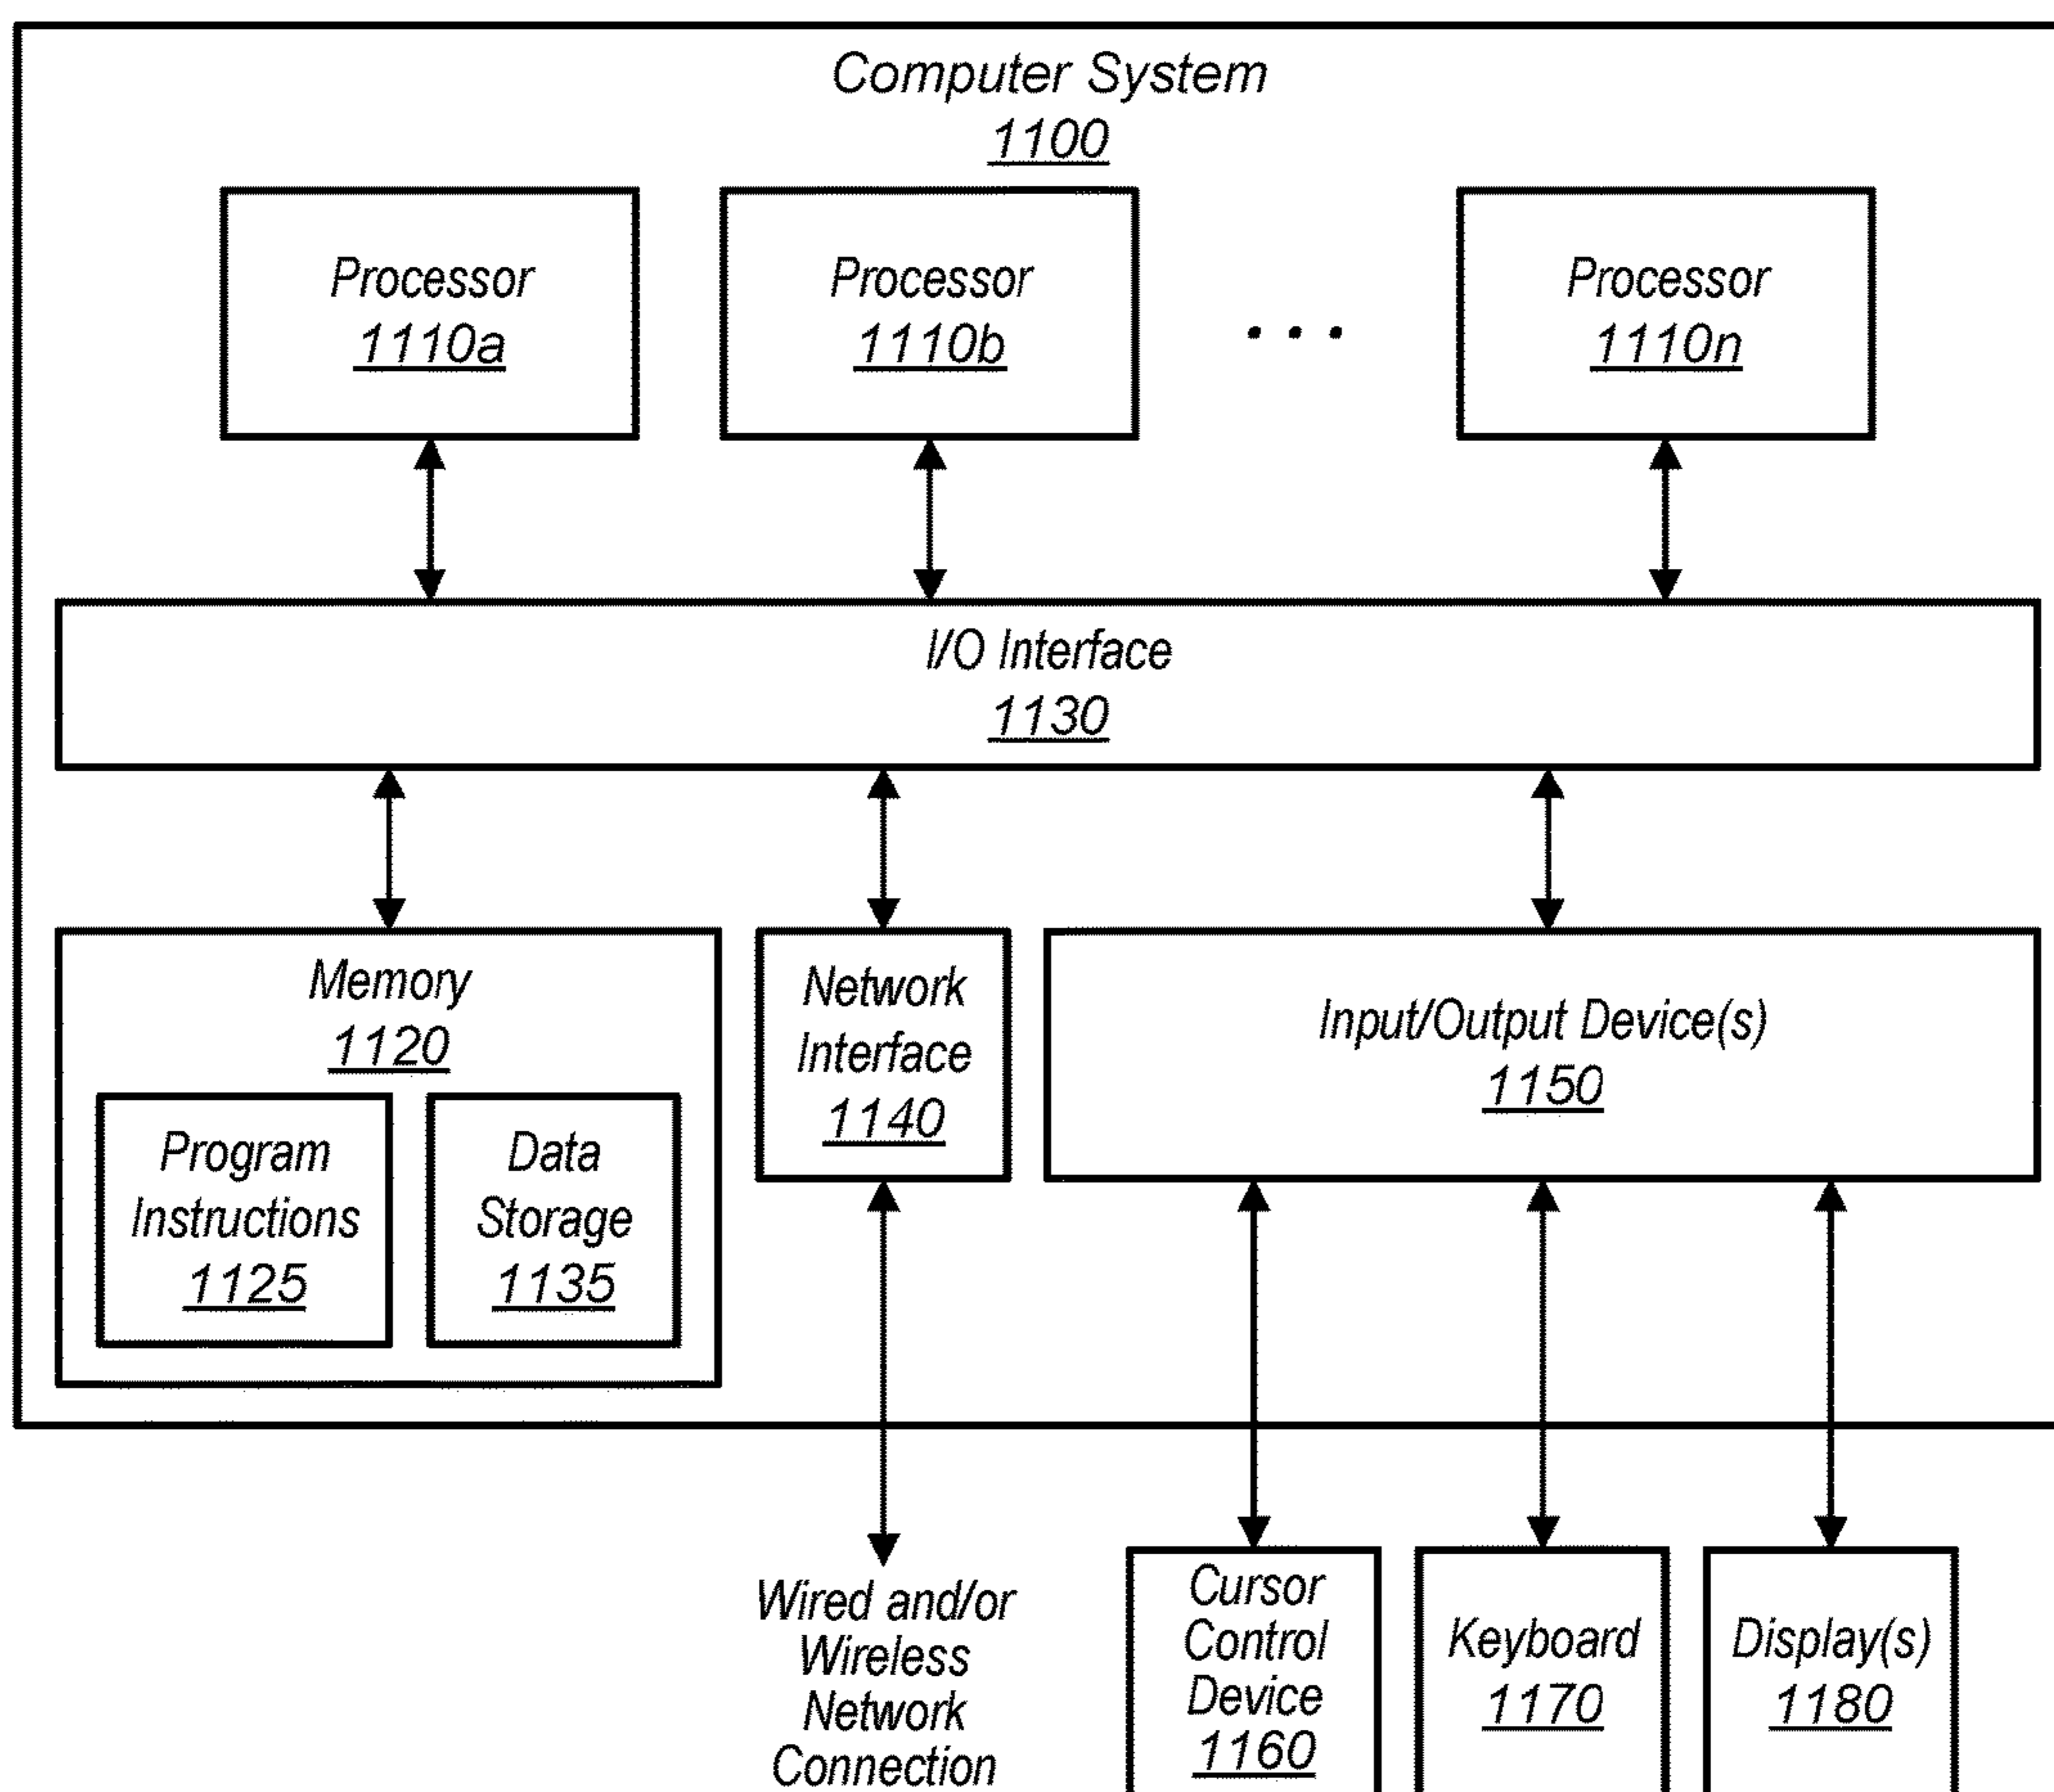 Computer System
1100
Processor
1110a
Processor
1110b
. . .
Processor
1110n
I/O Interface
1130
Memory
1120
Program
Instructions
1125
Data
Storage
1135
Network
Interface
1140
Input/Output Device(s)
1150
Wired and/or
Wireless
Network
Connection
Cursor
Control
Device
1160
Keyboard
1170
Display(s)
1180